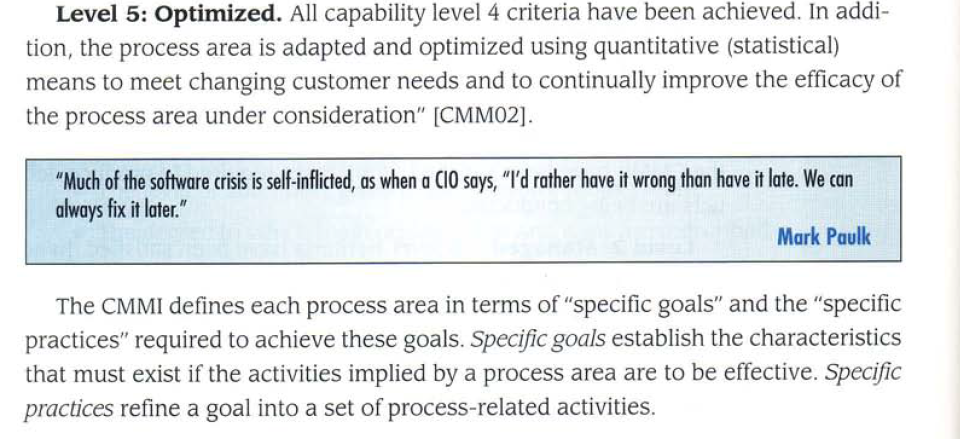 Level 5: Optimized. All capability level 4 criteria have been achieved. In addi-
tion, the process area is adapted and optimized using quantitative (statistical)
means to meet changing customer needs and to continually improve the efficacy of
the process area under consideration” [CMM02].
“Much of the software crisis is self-inflicted, as when a CIO says, “I’d rather have it wrong than have it late. We can
always fix it later.”
Mark Paulk
The CMMI defines each process area in terms of “specific goals” and the “specific
practices” required to achieve these goals. Specific goals establish the characteristics
that must exist if the activities implied by a process area are to be effective. Specific
practices refine a goal into a set of process-related activities.